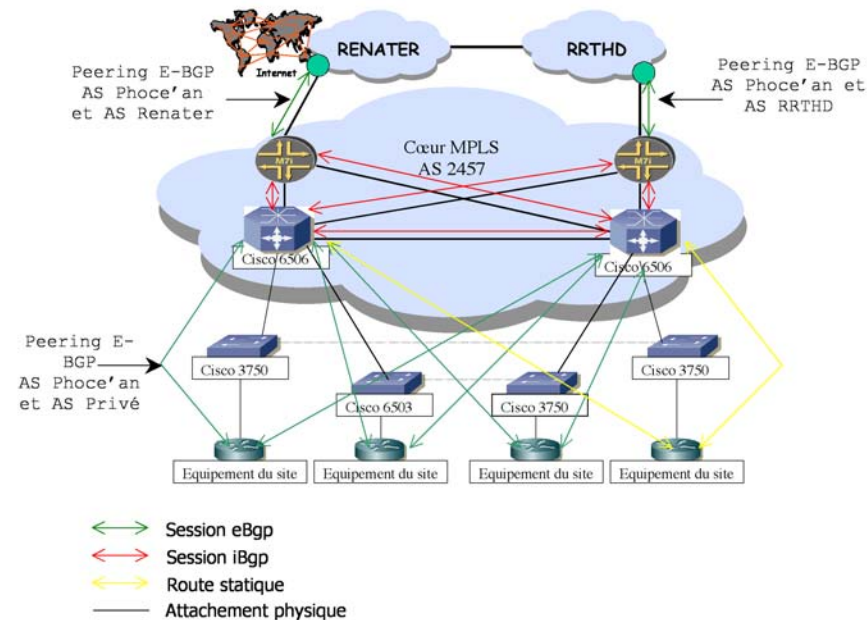 RENATER
RRTHD
Internet
Peering E-BGP
AS Phoce'an
et AS Renater
Peering E-BGP
AS Phoce'an et
AS RRTHD
Cœur MPLS
AS 2457
M7i
M7i
Cisco 6506
Cisco 6506
Peering E-
BGP
AS Phoce'an
et AS Privé
Cisco 3750
Cisco 6503
Cisco 3750
Cisco 3750
Equipement du site
Equipement du site
Equipement du site
Equipement du site
Session eBgp
Session iBgp
Route statique
Attachement physique